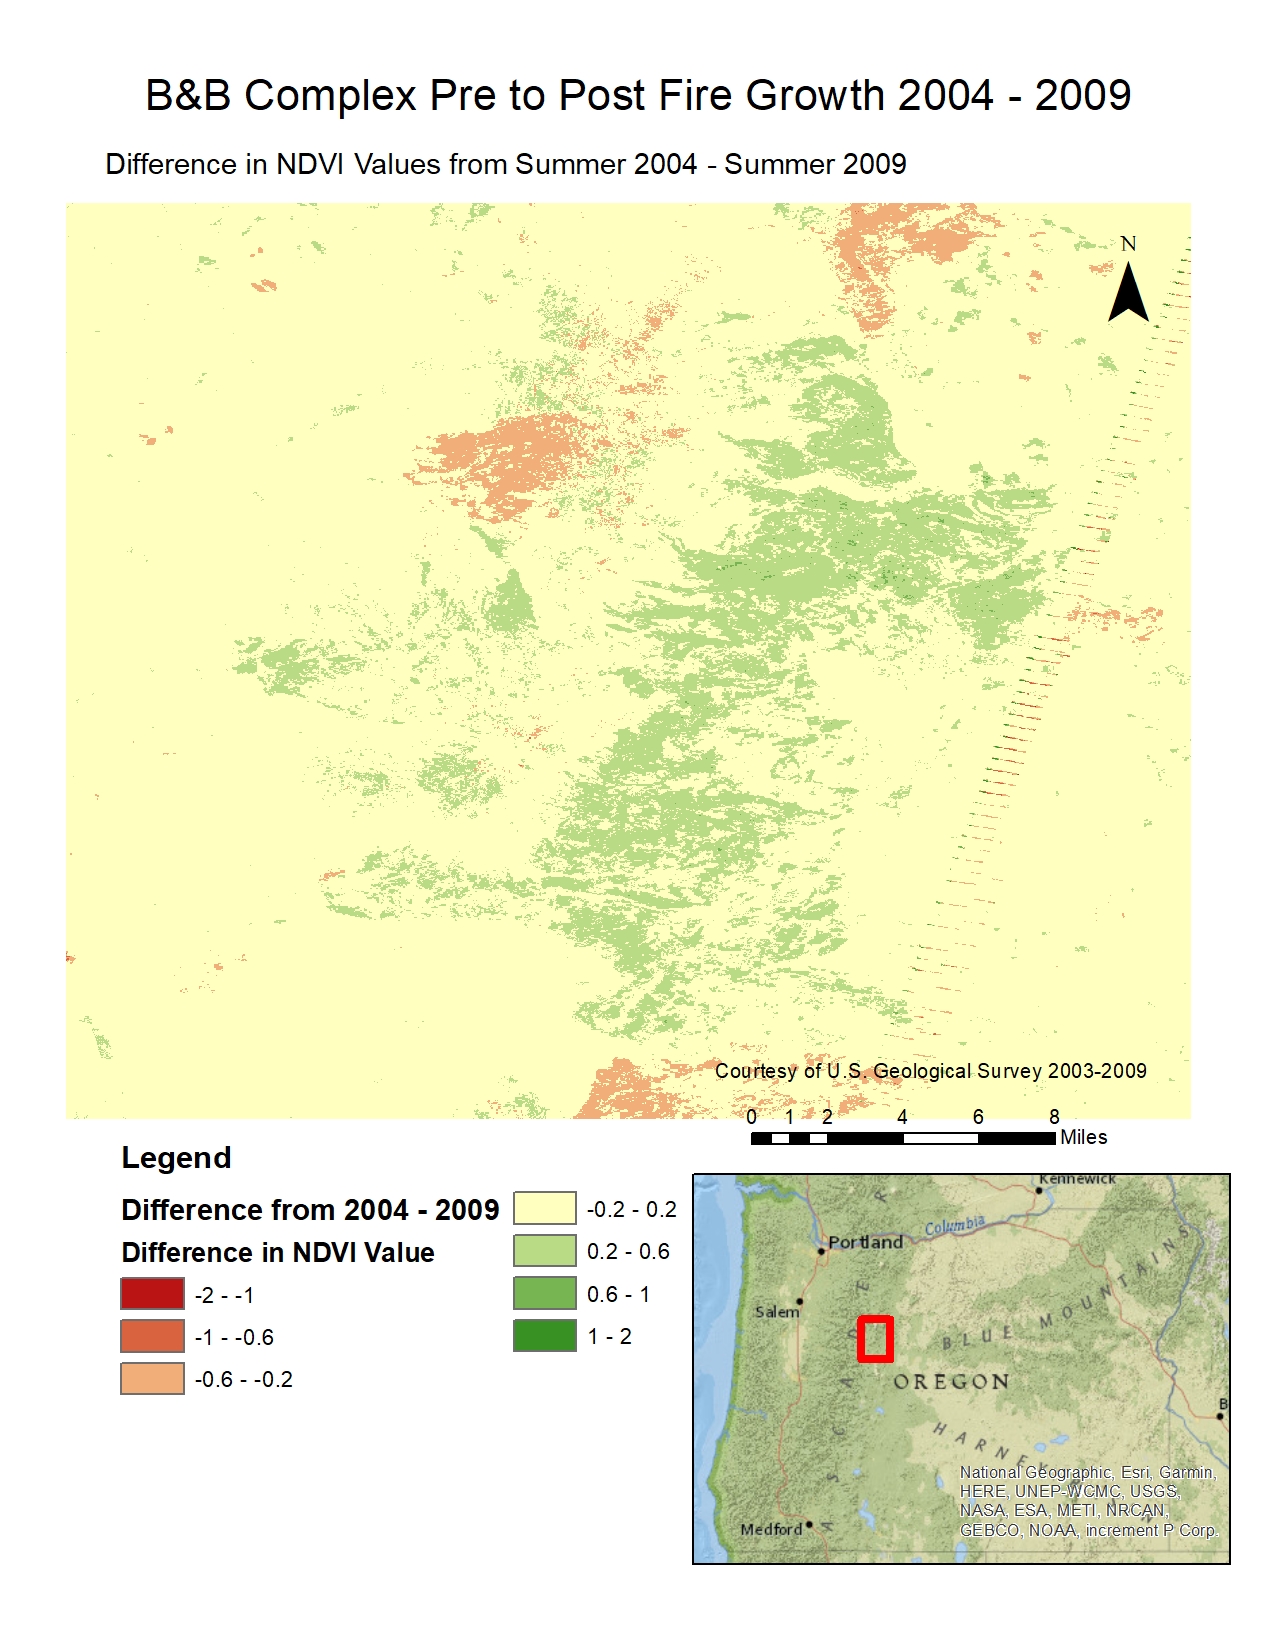 B&B Complex Pre to Post Fire Growth 2004 - 2009
Difference in NDVI Values from Summer 2004 - Summer 2009
N
Courtesy of U.S. Geological Survey 2003-2009
0 1 2 4 6 8
Miles
Legend
Difference from 2004 - 2009
Difference in NDVI Value
-2 - -1
-1 - -0.6
-0.6 - -0.2
-0.2 - 0.2
0.2 - 0.6
0.6 - 1
1 - 2
Kennewick
Columbia
Portland
Salem
BLUE MOUNTAINS
OREGON
HARNEY
B
Medford
National Geographic, Esri, Garmin,
HERE, UNEP-WCMC, USGS,
NASA, ESA, METI, NRCAN,
GEBCO, NOAA, increment P Corp.